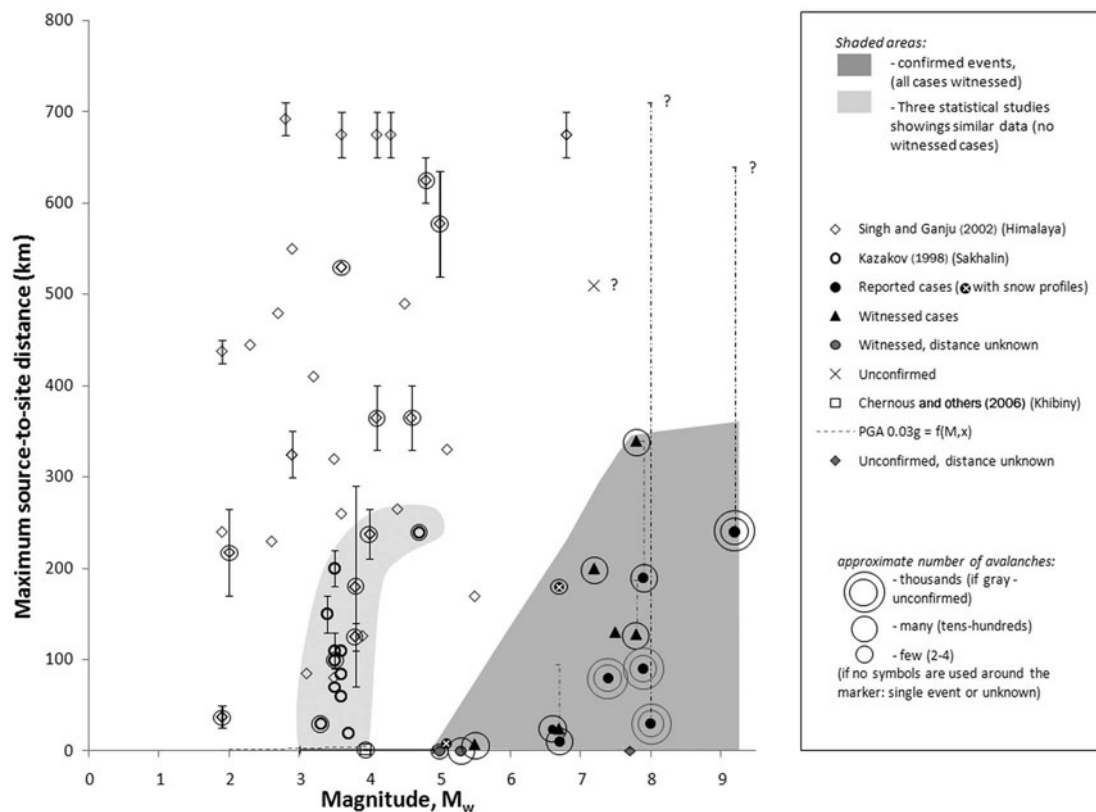 800
700
600
500
400
300
200
100
0
Maximum source-to-site distance (km)
0 1 2 3 4 5 6 7 8 9
Magnitude, Mw
?
?
?
Shaded areas:
- confirmed events,
(all cases witnessed)
- Three statistical studies
showings similar data (no
witnessed cases)
Singh and Ganju (2002) (Himalaya)
Kazakov (1998) (Sakhalin)
Reported cases ( with snow profiles)
Witnessed cases
Witnessed, distance unknown
Unconfirmed
Chernous and others (2006) (Khibiny)
PGA 0.03g = f(M,x)
Unconfirmed, distance unknown
approximate number of avalanches:
- thousands (if gray -
unconfirmed)
- many (tens-hundreds)
- few (2-4)
(if no symbols are used around the
marker: single event or unknown)